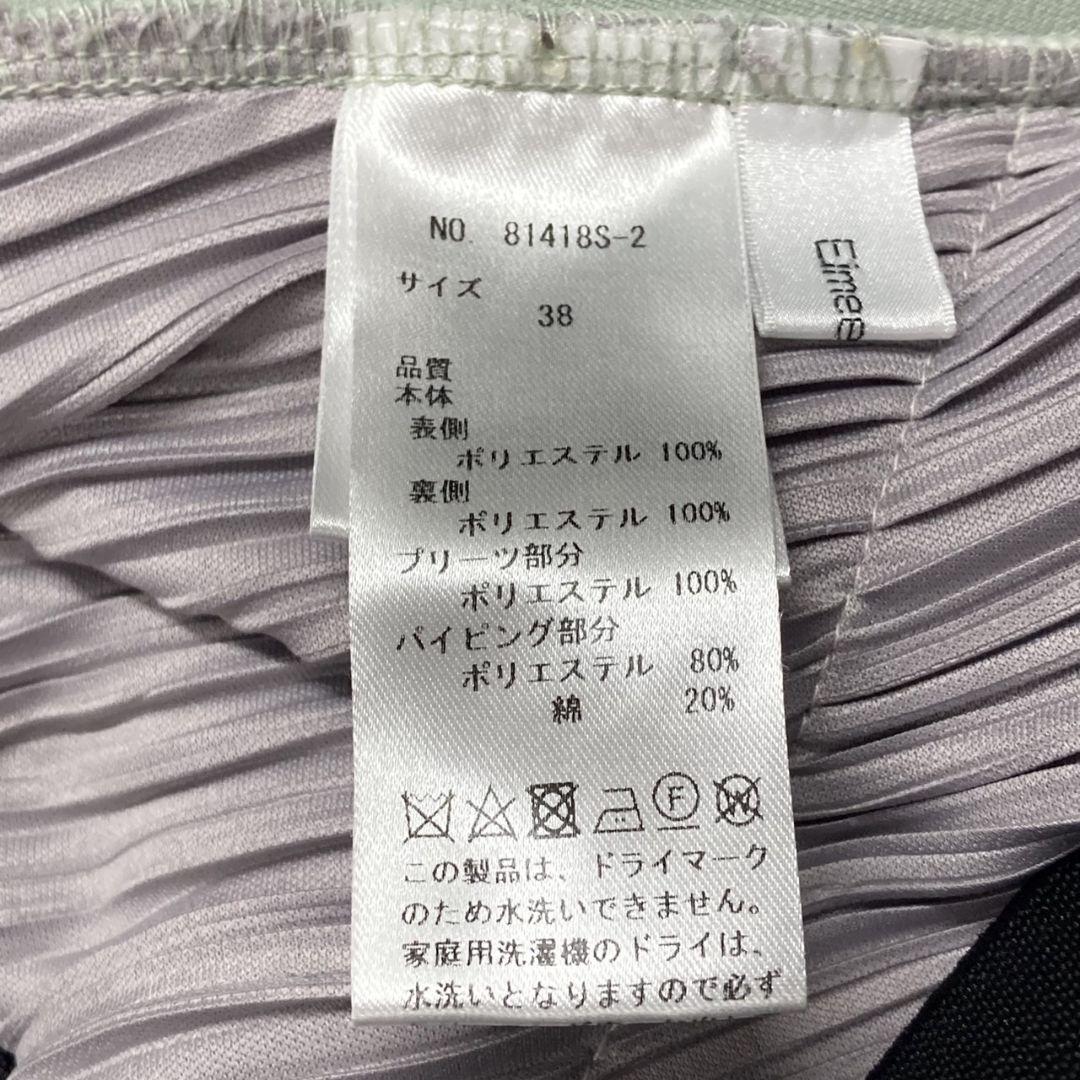 NO. 81418S-2
サイズ
38
品質
本体
表側
ポリエステル 100%
裏側
ポリエステル 100%
プリーツ部分
ポリエステル 100%
パイピング部分
ポリエステル 80%
綿 20%
F
W
この製品は、ドライマーク
のため水洗いできません。
家庭用洗濯機のドライは、
水洗いとなりますので必ず
Eimee